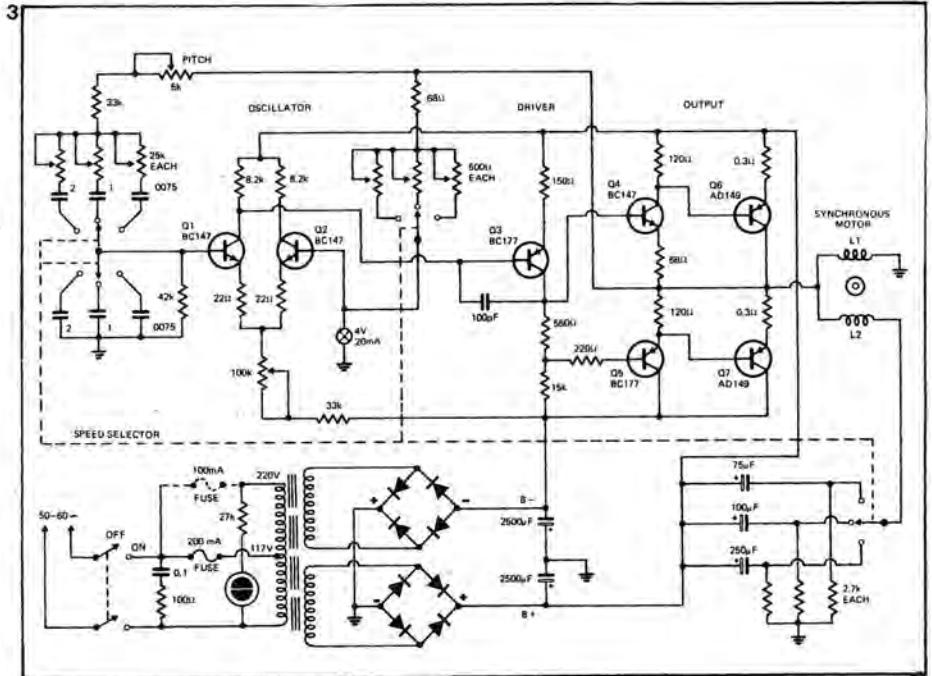 3
PITCH
5k
33k
OSCILLATOR
68Ω
DRIVER
OUTPUT
25k
EACH
8.2k
8.2k
500Ω
EACH
150Ω
120Ω
0.3Ω
2
1
.0075
Q1
BC147
Q2
BC147
Q3
BC177
Q4
BC147
Q6
AD149
SYNCHRONOUS
MOTOR
L1
68Ω
42k
22Ω
22Ω
100pF
120Ω
0.3Ω
L2
2
1
.0075
4V
20mA
560Ω
220Ω
Q5
BC177
Q7
AD149
100k
15k
33k
SPEED SELECTOR
100mA
FUSE
220V
75µF
50-60~
OFF
ON
27k
B-
2500µF
100µF
200 mA
FUSE
117V
250µF
0.1
100Ω
2500µF
2.7k
EACH
B+